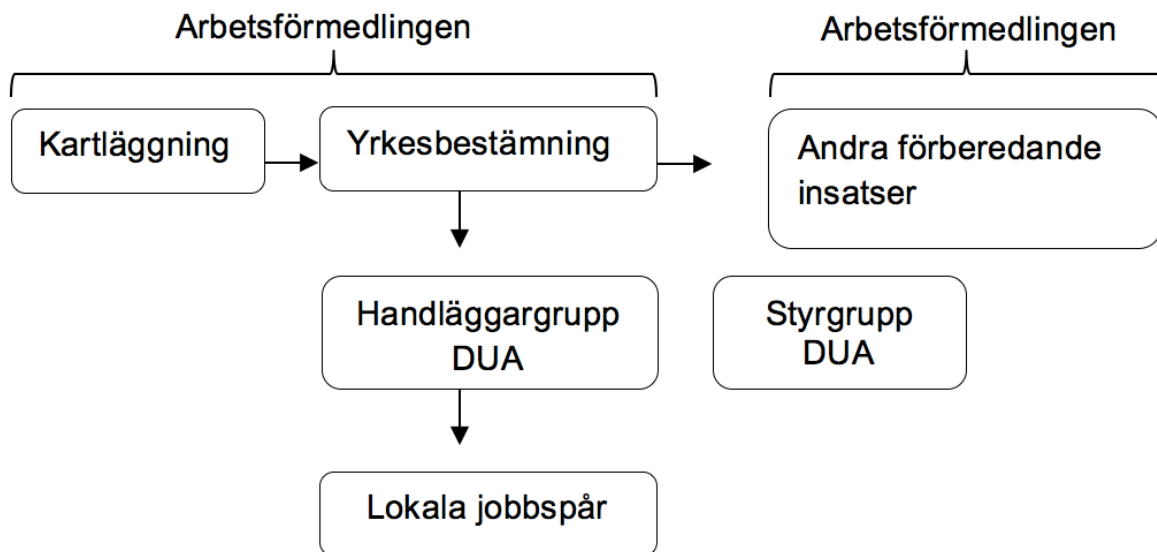 Arbetsförmedlingen
Arbetsförmedlingen
Kartläggning
Yrkesbestämning
Andra förberedande
insatser
Handläggargrupp
DUA
Styrgrupp
DUA
Lokala jobbspår